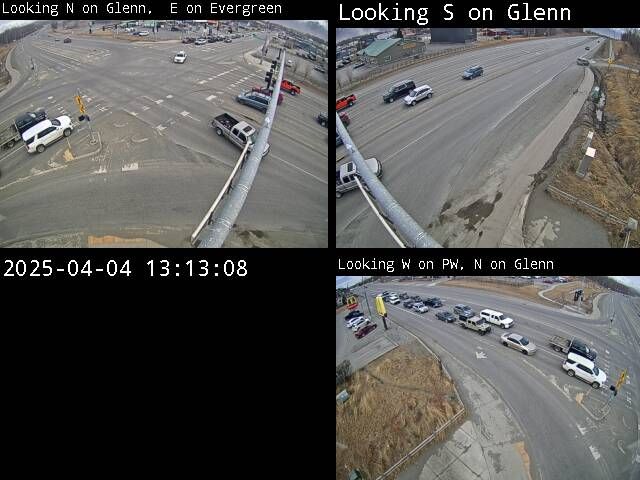 Looking N on Glenn,  E on Evergreen
Looking S on Glenn
2025-04-04 13:13:08
Looking W on PW, N on Glenn